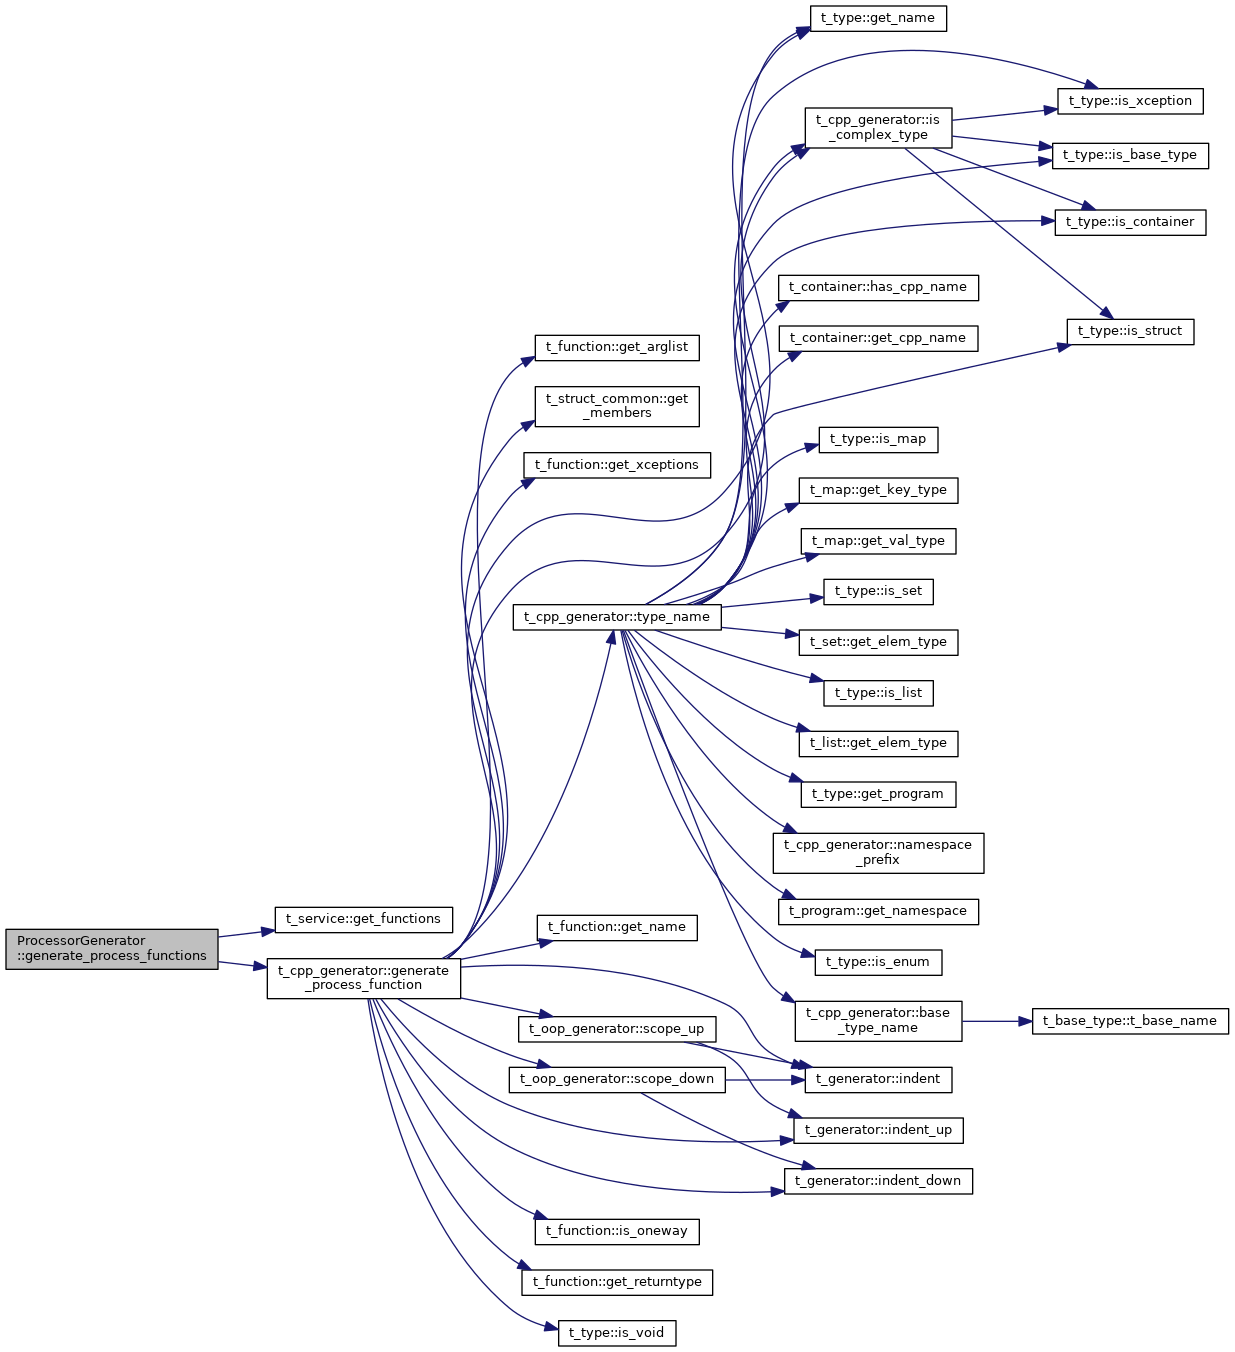 t_type::get_name
t_type::is_xception
t_cpp_generator::is
_complex_type
t_type::is_base_type
t_type::is_container
t_container::has_cpp_name
t_type::is_struct
t_container::get_cpp_name
t_function::get_arglist
t_struct_common::get
_members
t_type::is_map
t_function::get_xceptions
t_map::get_key_type
t_map::get_val_type
t_type::is_set
t_cpp_generator::type_name
t_set::get_elem_type
t_type::is_list
t_list::get_elem_type
t_type::get_program
t_cpp_generator::namespace
_prefix
t_program::get_namespace
t_service::get_functions
t_function::get_name
ProcessorGenerator
::generate_process_functions
t_type::is_enum
t_cpp_generator::generate
_process_function
t_cpp_generator::base
_type_name
t_base_type::t_base_name
t_oop_generator::scope_up
t_oop_generator::scope_down
t_generator::indent
t_generator::indent_up
t_generator::indent_down
t_function::is_oneway
t_function::get_returntype
t_type::is_void